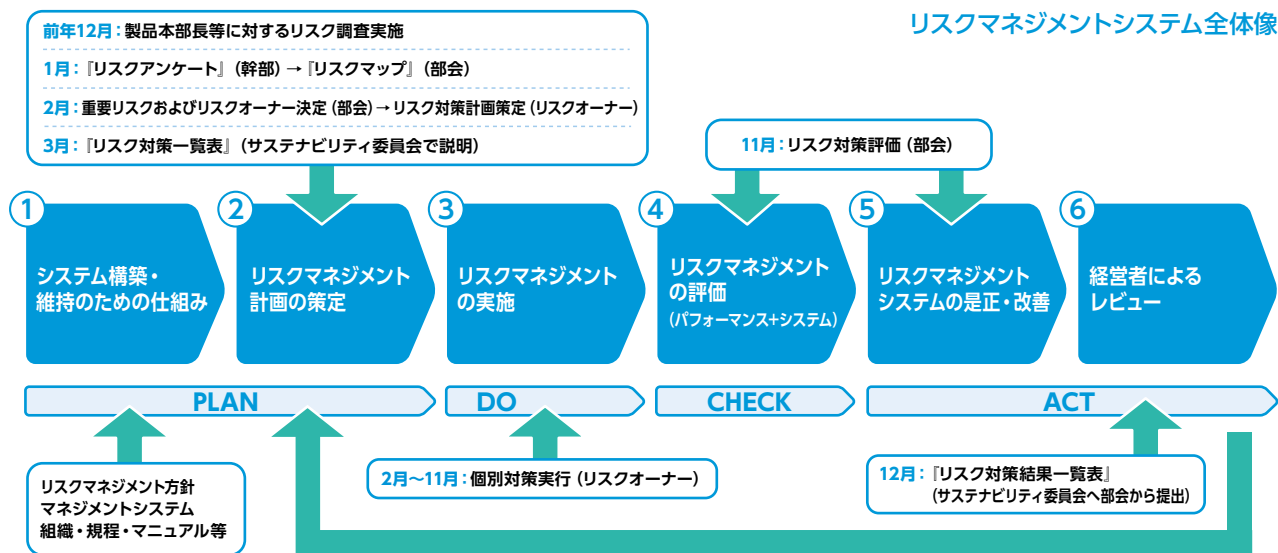 リスクマネジメントシステム全体像
前年12月：製品本部長等に対するリスク調査実施
1月：『リスクアンケート』（幹部）→『リスクマップ』（部会）
2月：重要リスクおよびリスクオーナー決定（部会）→リスク対策計画策定（リスクオーナー）
3月：『リスク対策一覧表』（サステナビリティ委員会で説明）
11月：リスク対策評価（部会）
1
システム構築・
維持のための仕組み
2
リスクマネジメント
計画の策定
3
リスクマネジメント
の実施
4
リスクマネジメント
の評価
（パフォーマンス+システム）
5
リスクマネジメント
システムの是正・改善
6
経営者による
レビュー
PLAN
DO
CHECK
ACT
リスクマネジメント方針
マネジメントシステム
組織・規程・マニュアル等
2月〜11月：個別対策実行（リスクオーナー）
12月：『リスク対策結果一覧表』
（サステナビリティ委員会へ部会から提出）